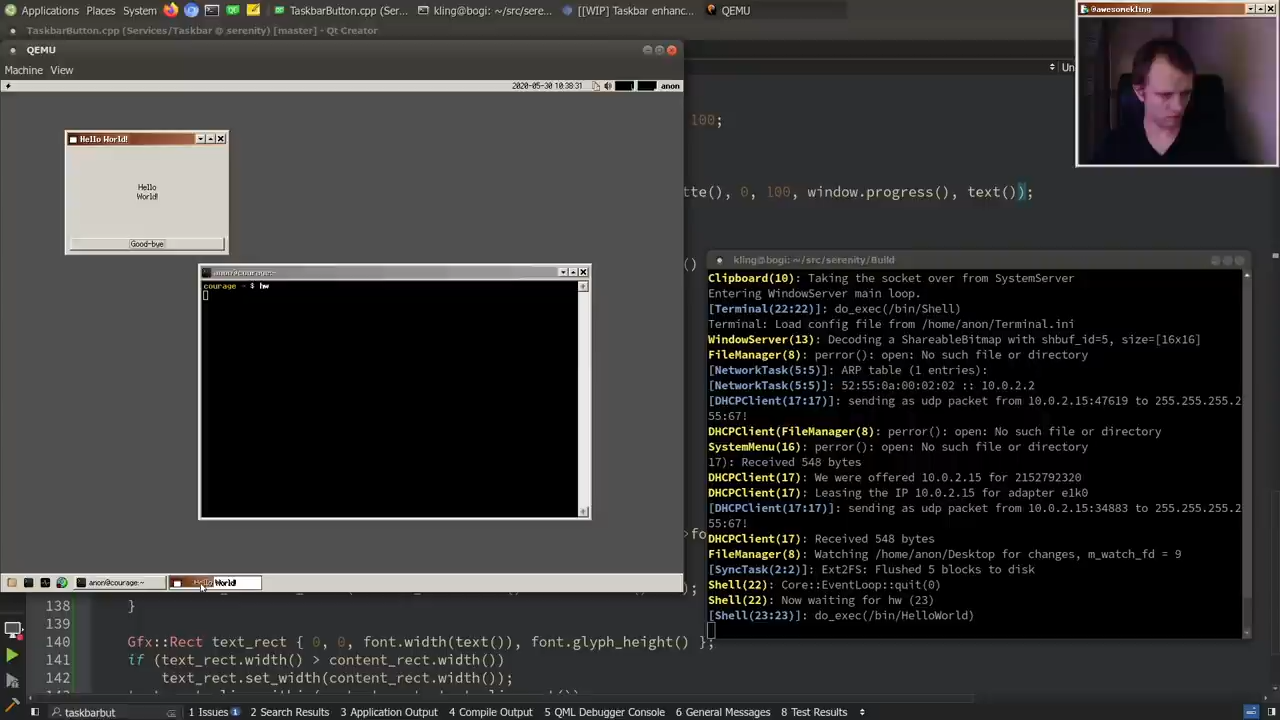 Applications Places System TaskbarButton.cpp (Ser... kling@bogi: ~/src/sere... [[WIP] Taskbar enhanc... QEMU
@awesomekling
TaskbarButton.cpp (Services/Taskbar @ serenity) [master] - Qt Creator
QEMU
Machine View
Un
2020-05-30 10:38:31 anon
100;
Hello World!
Hello
World!
Good-bye
tte(), 0, 100, window.progress(), text());
()
anon@courage:~
courage ~ $ hw
kling@bogi: ~/src/serenity/Build
Clipboard(10): Taking the socket over from SystemServer
Entering WindowServer main loop.
[Terminal(22:22)]: do_exec(/bin/Shell)
Terminal: Load config file from /home/anon/Terminal.ini
WindowServer(13): Decoding a ShareableBitmap with shbuf_id=5, size=[16x16]
FileManager(8): perror(): open: No such file or directory
[NetworkTask(5:5)]: ARP table (1 entries):
[NetworkTask(5:5)]: 52:55:0a:00:02:02 :: 10.0.2.2
[DHCPClient(17:17)]: sending as udp packet from 10.0.2.15:47619 to 255.255.255.2
55:67!
DHCPClient(FileManager(8): perror(): open: No such file or directory
SystemMenu(16): perror(): open: No such file or directory
17): Received 548 bytes
DHCPClient(17): We were offered 10.0.2.15 for 2152792320
DHCPClient(17): Leasing the IP 10.0.2.15 for adapter e1k0
[DHCPClient(17:17)]: sending as udp packet from 10.0.2.15:34883 to 255.255.255.2
55:67!
DHCPClient(17): Received 548 bytes
FileManager(8): Watching /home/anon/Desktop for changes, m_watch_fd = 9
[SyncTask(2:2)]: Ext2FS: Flushed 5 blocks to disk
Shell(22): Core::EventLoop::quit(0)
Shell(22): Now waiting for hw (23)
[Shell(23:23)]: do_exec(/bin/HelloWorld)
anon@courage:~ Hello World!
138 }
139
140 Gfx::Rect text_rect { 0, 0, font.width(text()), font.glyph_height() };
141 if (text_rect.width() > content_rect.width())
142 text_rect.set_width(content_rect.width());
taskbarbut 1 Issues 1 2 Search Results 3 Application Output 4 Compile Output 5 QML Debugger Console 6 General Messages 8 Test Results